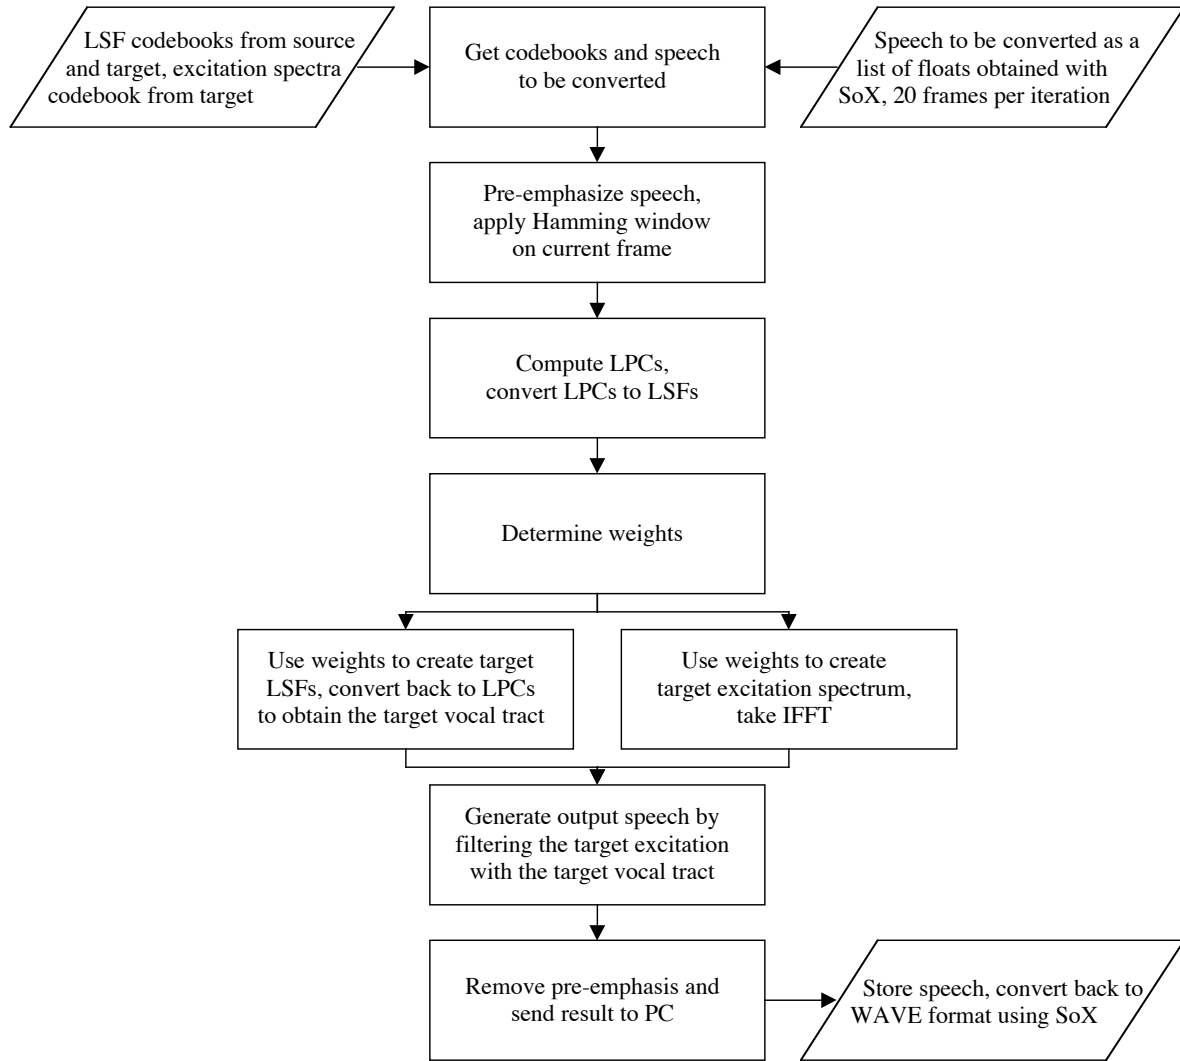 LSF codebooks from source
and target, excitation spectra
codebook from target
Get codebooks and speech
to be converted
Speech to be converted as a
list of floats obtained with
SoX, 20 frames per iteration
Pre-emphasize speech,
apply Hamming window
on current frame
Compute LPCs,
convert LPCs to LSFs
Determine weights
Use weights to create target
LSFs, convert back to LPCs
to obtain the target vocal tract
Use weights to create
target excitation spectrum,
take IFFT
Generate output speech by
filtering the target excitation
with the target vocal tract
Remove pre-emphasis and
send result to PC
Store speech, convert back to
WAVE format using SoX